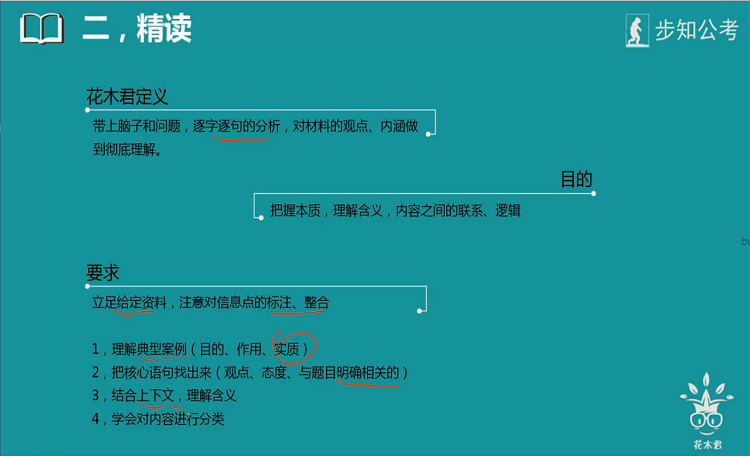 二，精读
步知公考
花木君定义
带上脑子和问题，逐字逐句的分析，对材料的观点、内涵做
到彻底理解。
目的
把握本质，理解含义，内容之间的联系、逻辑
要求
立足给定资料，注意对信息点的标注、整合
1，理解典型案例（目的、作用、实质）
2，把核心语句找出来（观点、态度、与题目明确相关的）
3，结合上下文，理解含义
4，学会对内容进行分类
花木君